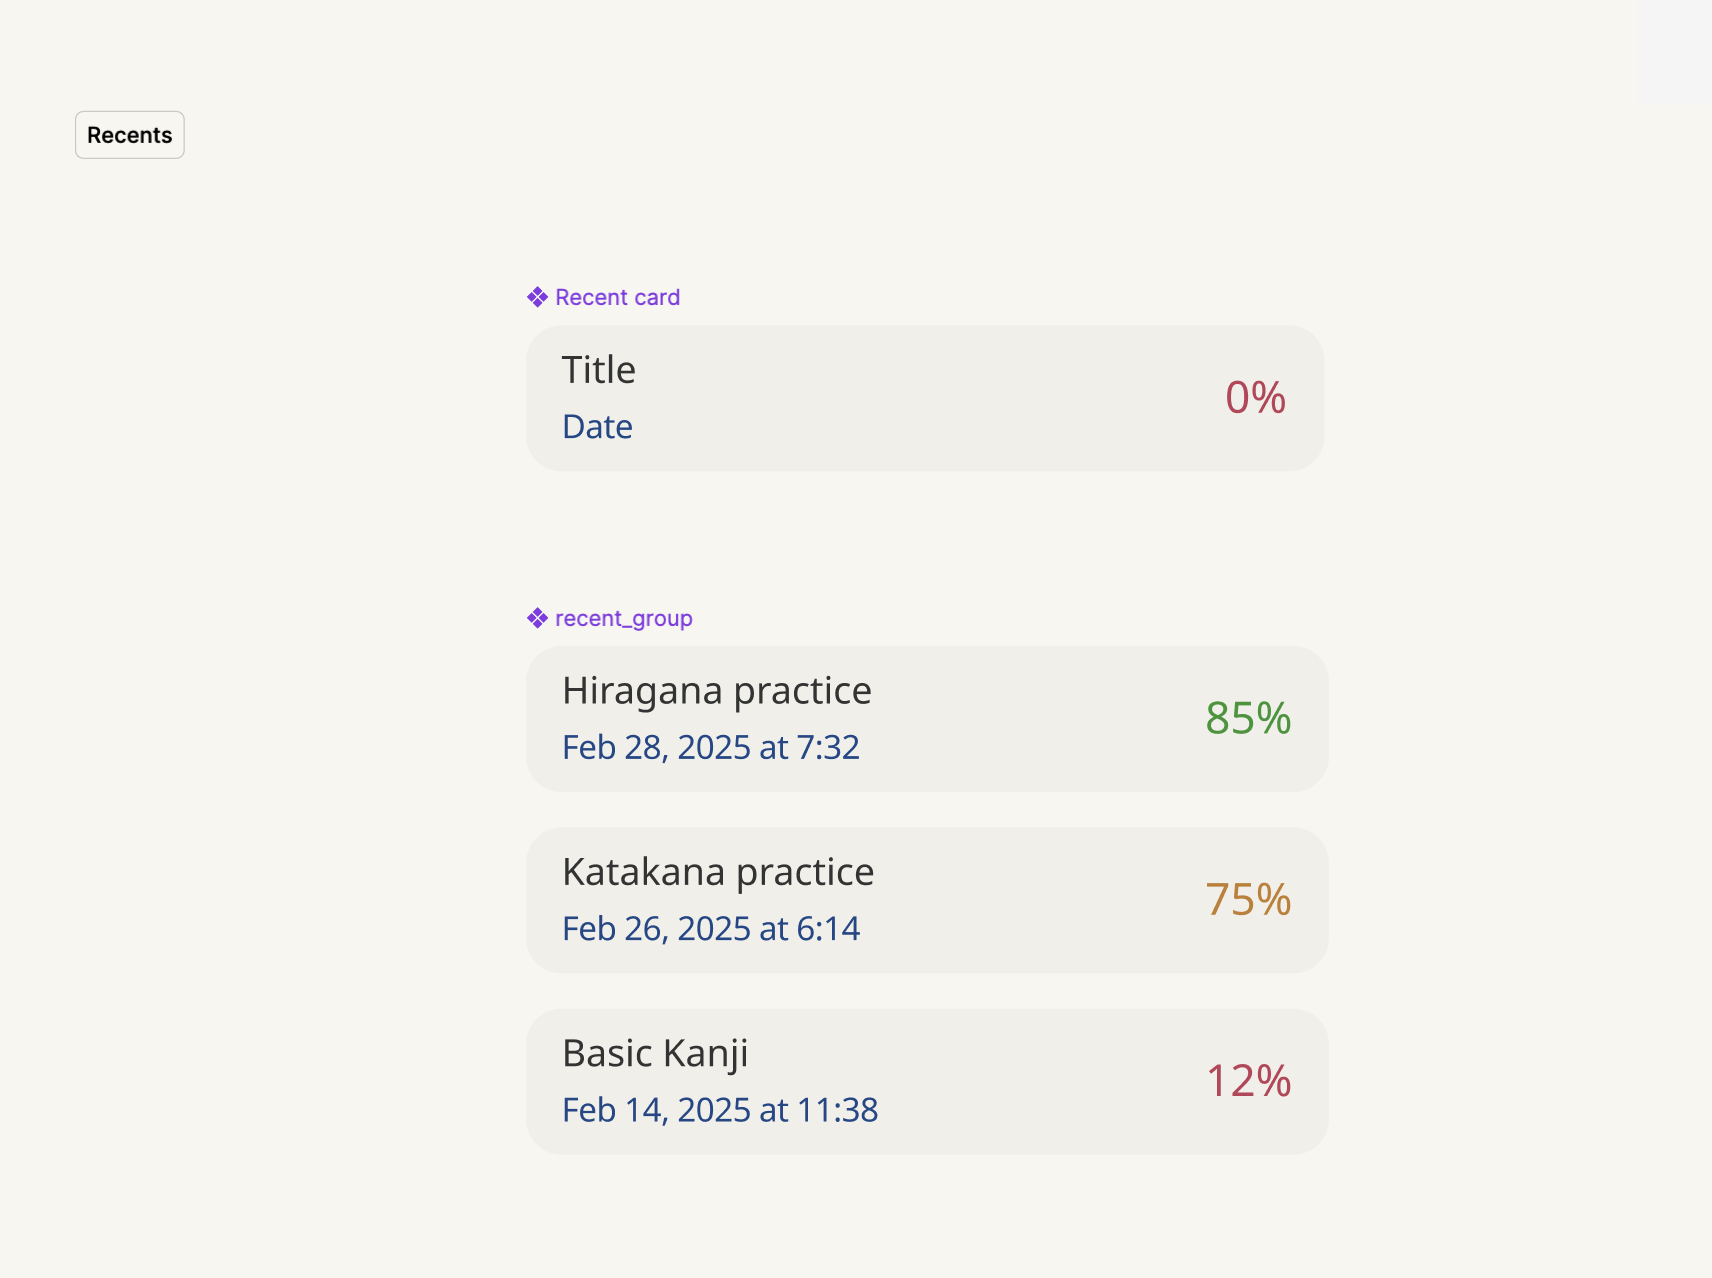 Recents
Recent card
Title
0%
Date
recent_group
Hiragana practice
85%
Feb 28, 2025 at 7:32
Katakana practice
75%
Feb 26, 2025 at 6:14
Basic Kanji
12%
Feb 14, 2025 at 11:38